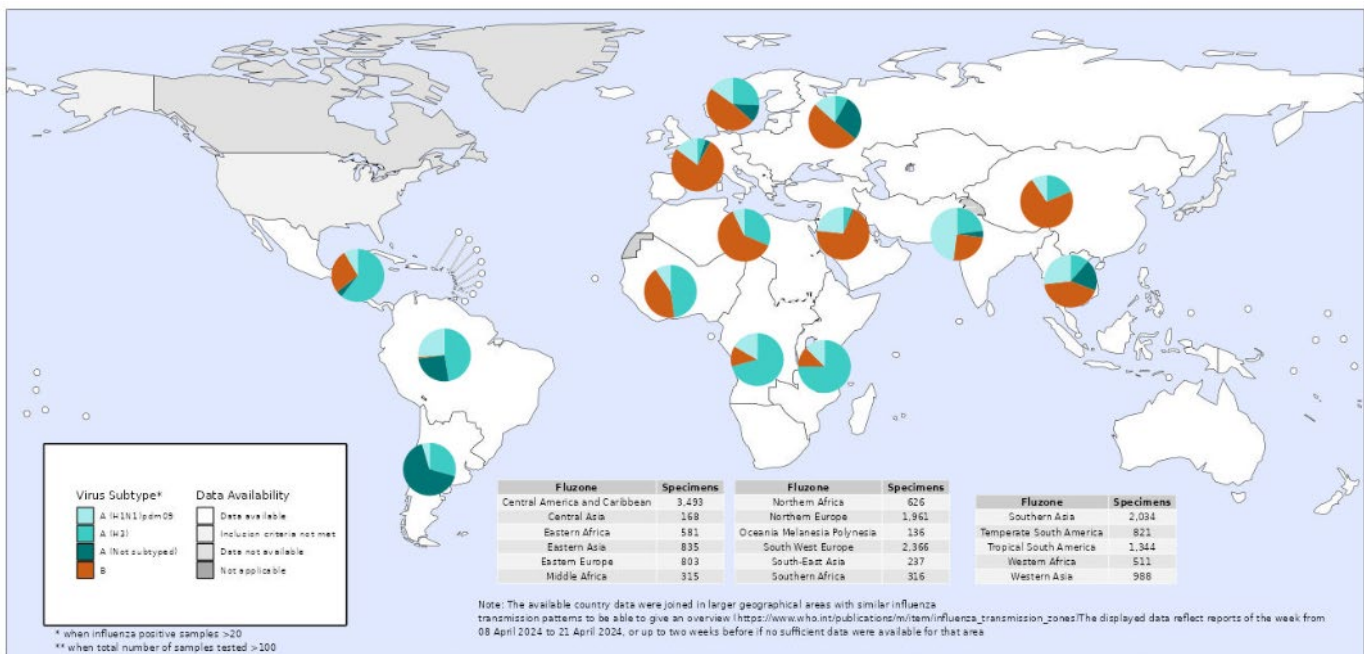 Virus Subtype*
A (H1N1)pdm09
A (H3)
A (Not subtyped)
B
Data Availability
Data available
Inclusion criteria not met
Data not available
Not applicable
* when influenza positive samples >20
** when total number of samples tested >100
Fluzone Specimens
Central America and Caribbean 3,493
Central Asia 168
Eastern Africa 581
Eastern Asia 835
Eastern Europe 803
Middle Africa 315
Fluzone Specimens
Northern Africa 626
Northern Europe 1,961
Oceania Melanesia Polynesia 136
South West Europe 2,366
South-East Asia 237
Southern Africa 316
Fluzone Specimens
Southern Asia 2,034
Temperate South America 821
Tropical South America 1,344
Western Africa 511
Western Asia 988
Note: The available country data were joined in larger geographical areas with similar influenza
transmission patterns to be able to give an overview (https://www.who.int/publications/m/item/influenza_transmission_zones)The displayed data reflect reports of the week from
08 April 2024 to 21 April 2024, or up to two weeks before if no sufficient data were available for that area